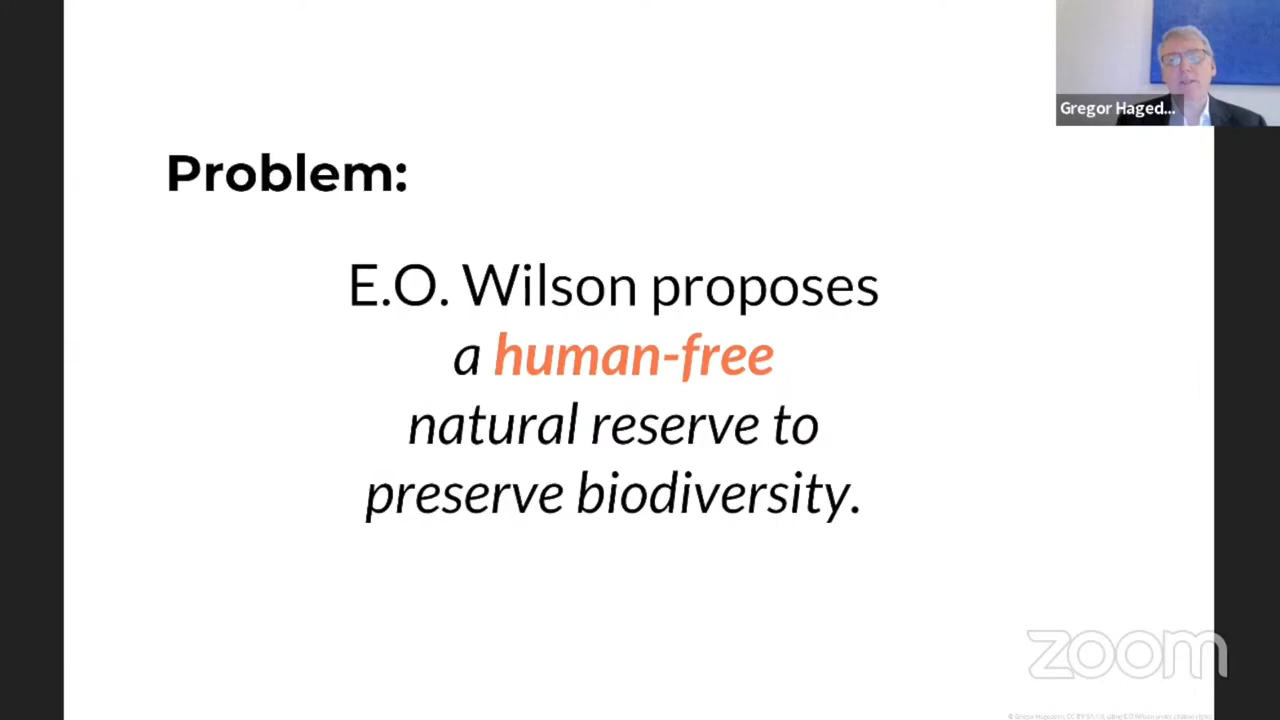 Gregor Haged...
Problem:
E.O. Wilson proposes
a human-free
natural reserve to
preserve biodiversity.
zoom